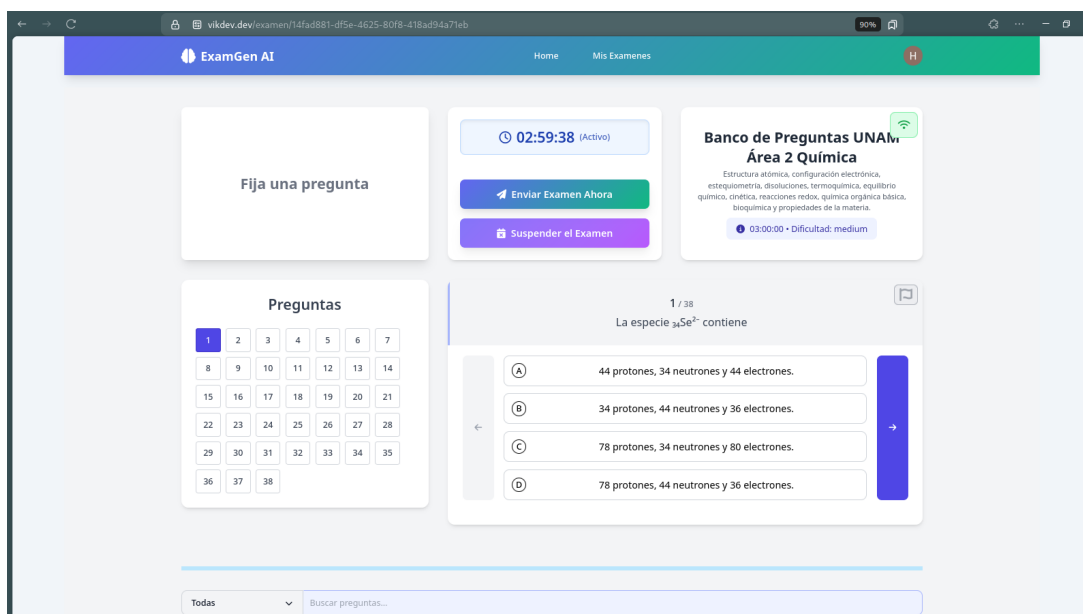 vikdev.dev/examen/14fad881-df5e-4625-80f8-418ad94a71eb
90%
ExamGen AI
Home
Mis Examenes
H
Fija una pregunta
02:59:38 (Activo)
Enviar Examen Ahora
Suspender el Examen
Banco de Preguntas UNAM
Área 2 Química
Estructura atómica, configuración electrónica,
estequiometría, disoluciones, termoquímica, equilibrio
químico, cinética, reacciones redox, química orgánica básica,
bioquímica y propiedades de la materia.
03:00:00 • Dificultad: medium
Preguntas
1 2 3 4 5 6 7
8 9 10 11 12 13 14
15 16 17 18 19 20 21
22 23 24 25 26 27 28
29 30 31 32 33 34 35
36 37 38
1 / 38
La especie ₃₄Se²⁻ contiene
A 44 protones, 34 neutrones y 44 electrones.
B 34 protones, 44 neutrones y 36 electrones.
C 78 protones, 34 neutrones y 80 electrones.
D 78 protones, 44 neutrones y 36 electrones.
Todas
Buscar preguntas...